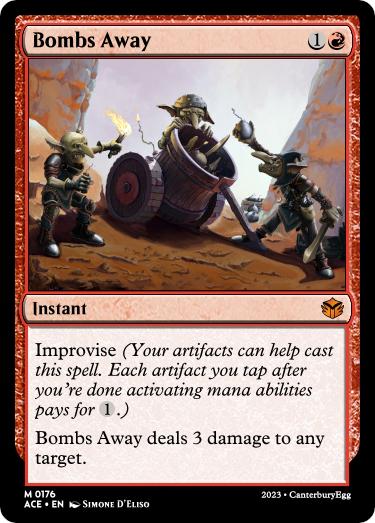 Bombs Away 1
Instant
Improvise (Your artifacts can help cast
this spell. Each artifact you tap after
you're done activating mana abilities
pays for 1.)
Bombs Away deals 3 damage to any
target.
M 0176
ACE • EN Simone D'Eliso
2023 • CanterburyEgg